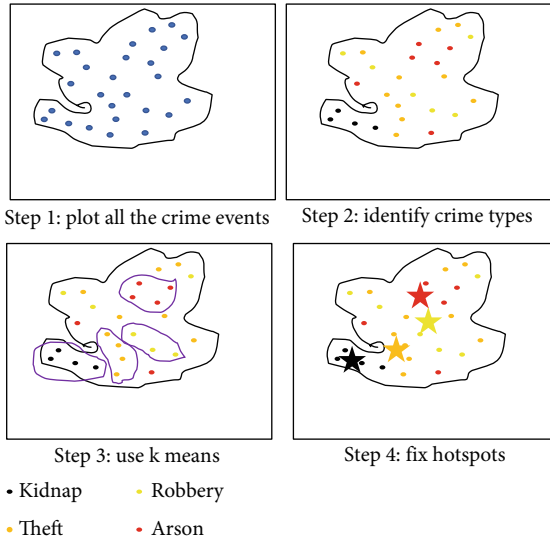 Step 1: plot all the crime events
Step 2: identify crime types
Step 3: use k means
Step 4: fix hotspots
Kidnap
Robbery
Theft
Arson